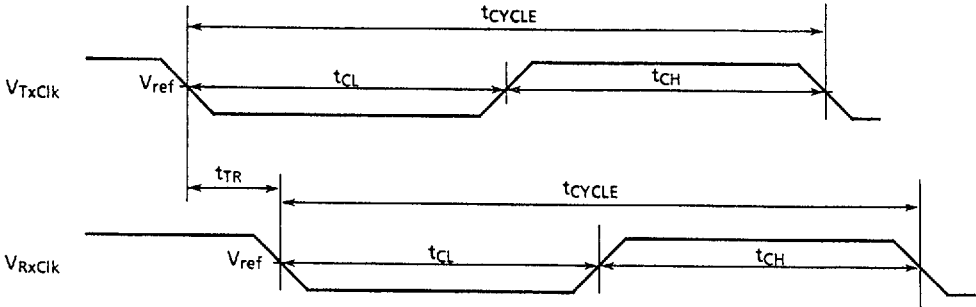 tCYCLE
VTxClk
Vref
tCL
tCH
tTR
tCYCLE
VRxClk
Vref
tCL
tCH